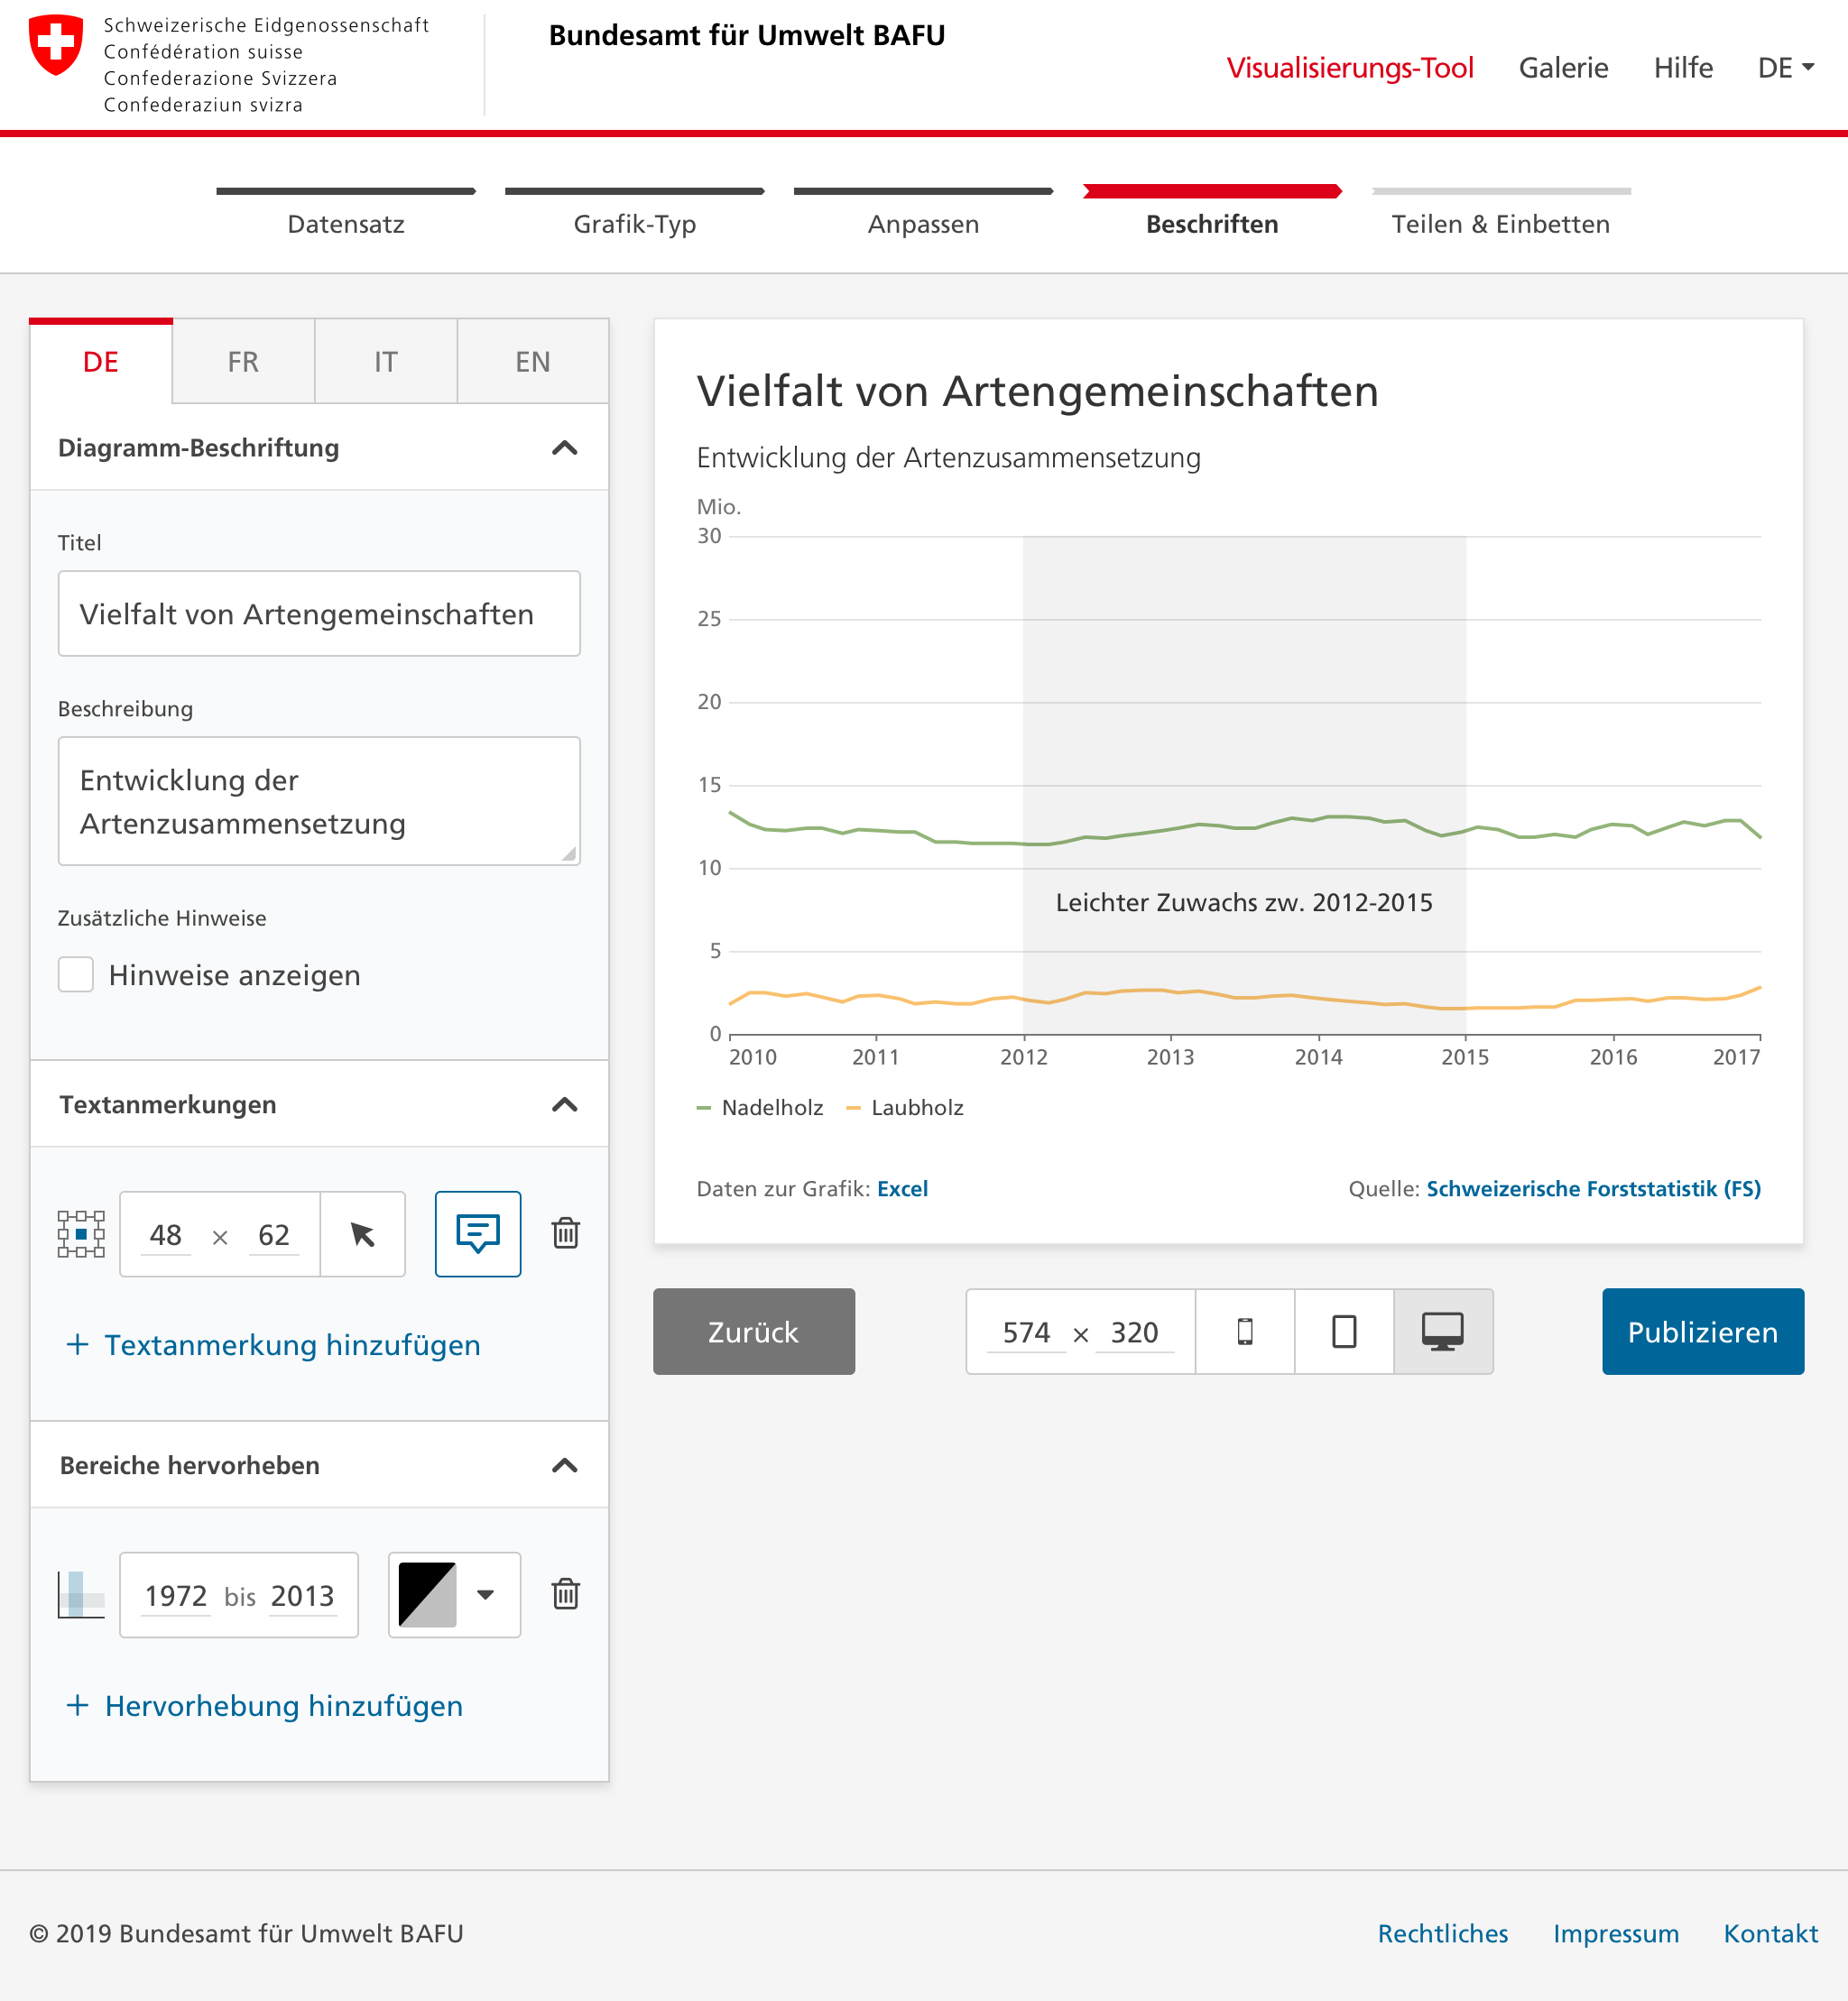 Schweizerische Eidgenossenschaft
Confédération suisse
Confederazione Svizzera
Confederaziun svizra
Bundesamt für Umwelt BAFU
Visualisierungs-Tool Galerie Hilfe DE
Datensatz Grafik-Typ Anpassen Beschriften Teilen & Einbetten
DE FR IT EN
Diagramm-Beschriftung
Titel
Vielfalt von Artengemeinschaften
Beschreibung
Entwicklung der
Artenzusammensetzung
Zusätzliche Hinweise
Hinweise anzeigen
Textanmerkungen
48 × 62
+ Textanmerkung hinzufügen
Bereiche hervorheben
1972 bis 2013
+ Hervorhebung hinzufügen
Vielfalt von Artengemeinschaften
Entwicklung der Artenzusammensetzung
Mio.
30
25
20
15
10
Leichter Zuwachs zw. 2012-2015
5
0
2010 2011 2012 2013 2014 2015 2016 2017
Nadelholz Laubholz
Daten zur Grafik: Excel Quelle: Schweizerische Forststatistik (FS)
Zurück 574 × 320 Publizieren
© 2019 Bundesamt für Umwelt BAFU Rechtliches Impressum Kontakt